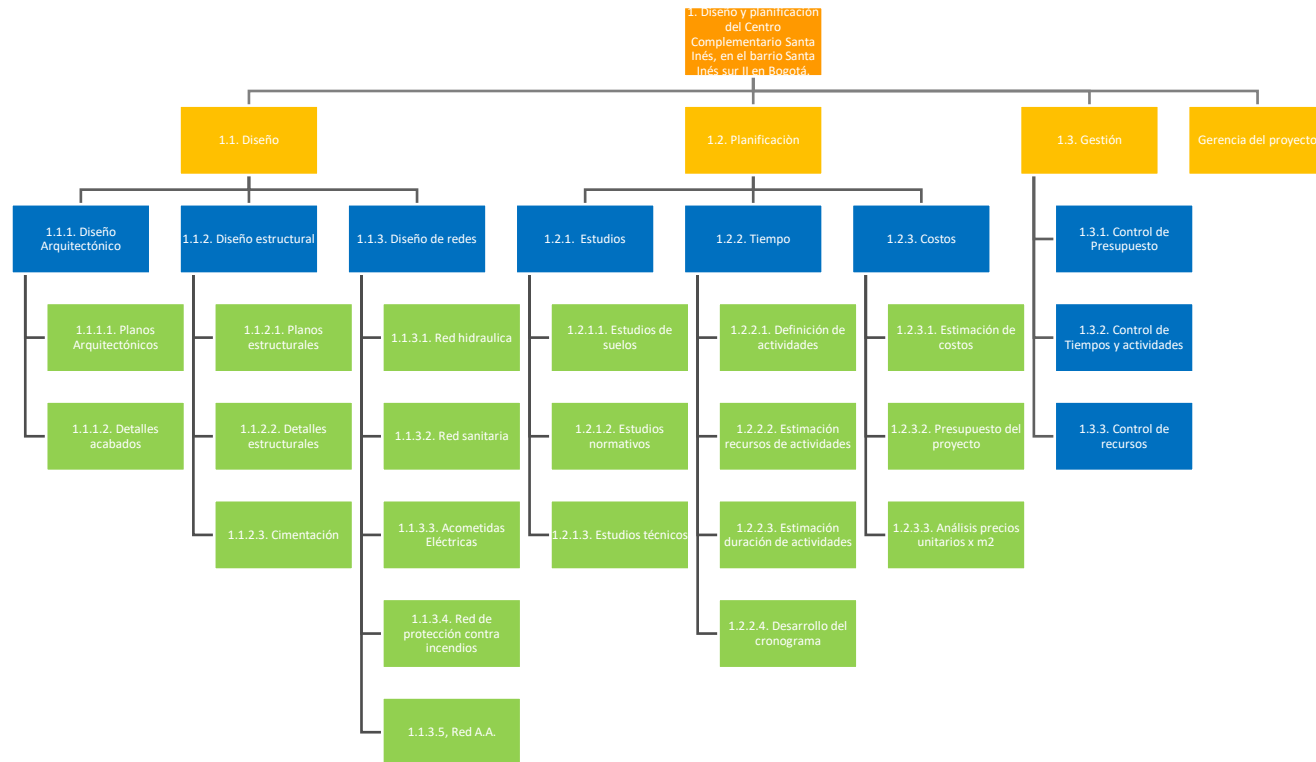 1. Diseño y planificación
del Centro
Complementario Santa
Inés, en el barrio Santa
Inés sur II en Bogotá.
1.1. Diseño
1.2. Planificaciòn
1.3. Gestión
Gerencia del proyecto
1.1.1. Diseño
Arquitectónico
1.1.2. Diseño estructural
1.1.3. Diseño de redes
1.2.1. Estudios
1.2.2. Tiempo
1.2.3. Costos
1.3.1. Control de
Presupuesto
1.1.1.1. Planos
Arquitectónicos
1.1.2.1. Planos
estructurales
1.1.3.1. Red hidraulica
1.2.1.1. Estudios de
suelos
1.2.2.1. Definición de
actividades
1.2.3.1. Estimación de
costos
1.3.2. Control de
Tiempos y actividades
1.1.1.2. Detalles
acabados
1.1.2.2. Detalles
estructurales
1.1.3.2. Red sanitaria
1.2.1.2. Estudios
normativos
1.2.2.2. Estimación
recursos de actividades
1.2.3.2. Presupuesto del
proyecto
1.3.3. Control de
recursos
1.1.2.3. Cimentación
1.1.3.3. Acometidas
Eléctricas
1.2.1.3. Estudios técnicos
1.2.2.3. Estimación
duración de actividades
1.2.3.3. Análisis precios
unitarios x m2
1.1.3.4. Red de
protección contra
incendios
1.2.2.4. Desarrollo del
cronograma
1.1.3.5, Red A.A.